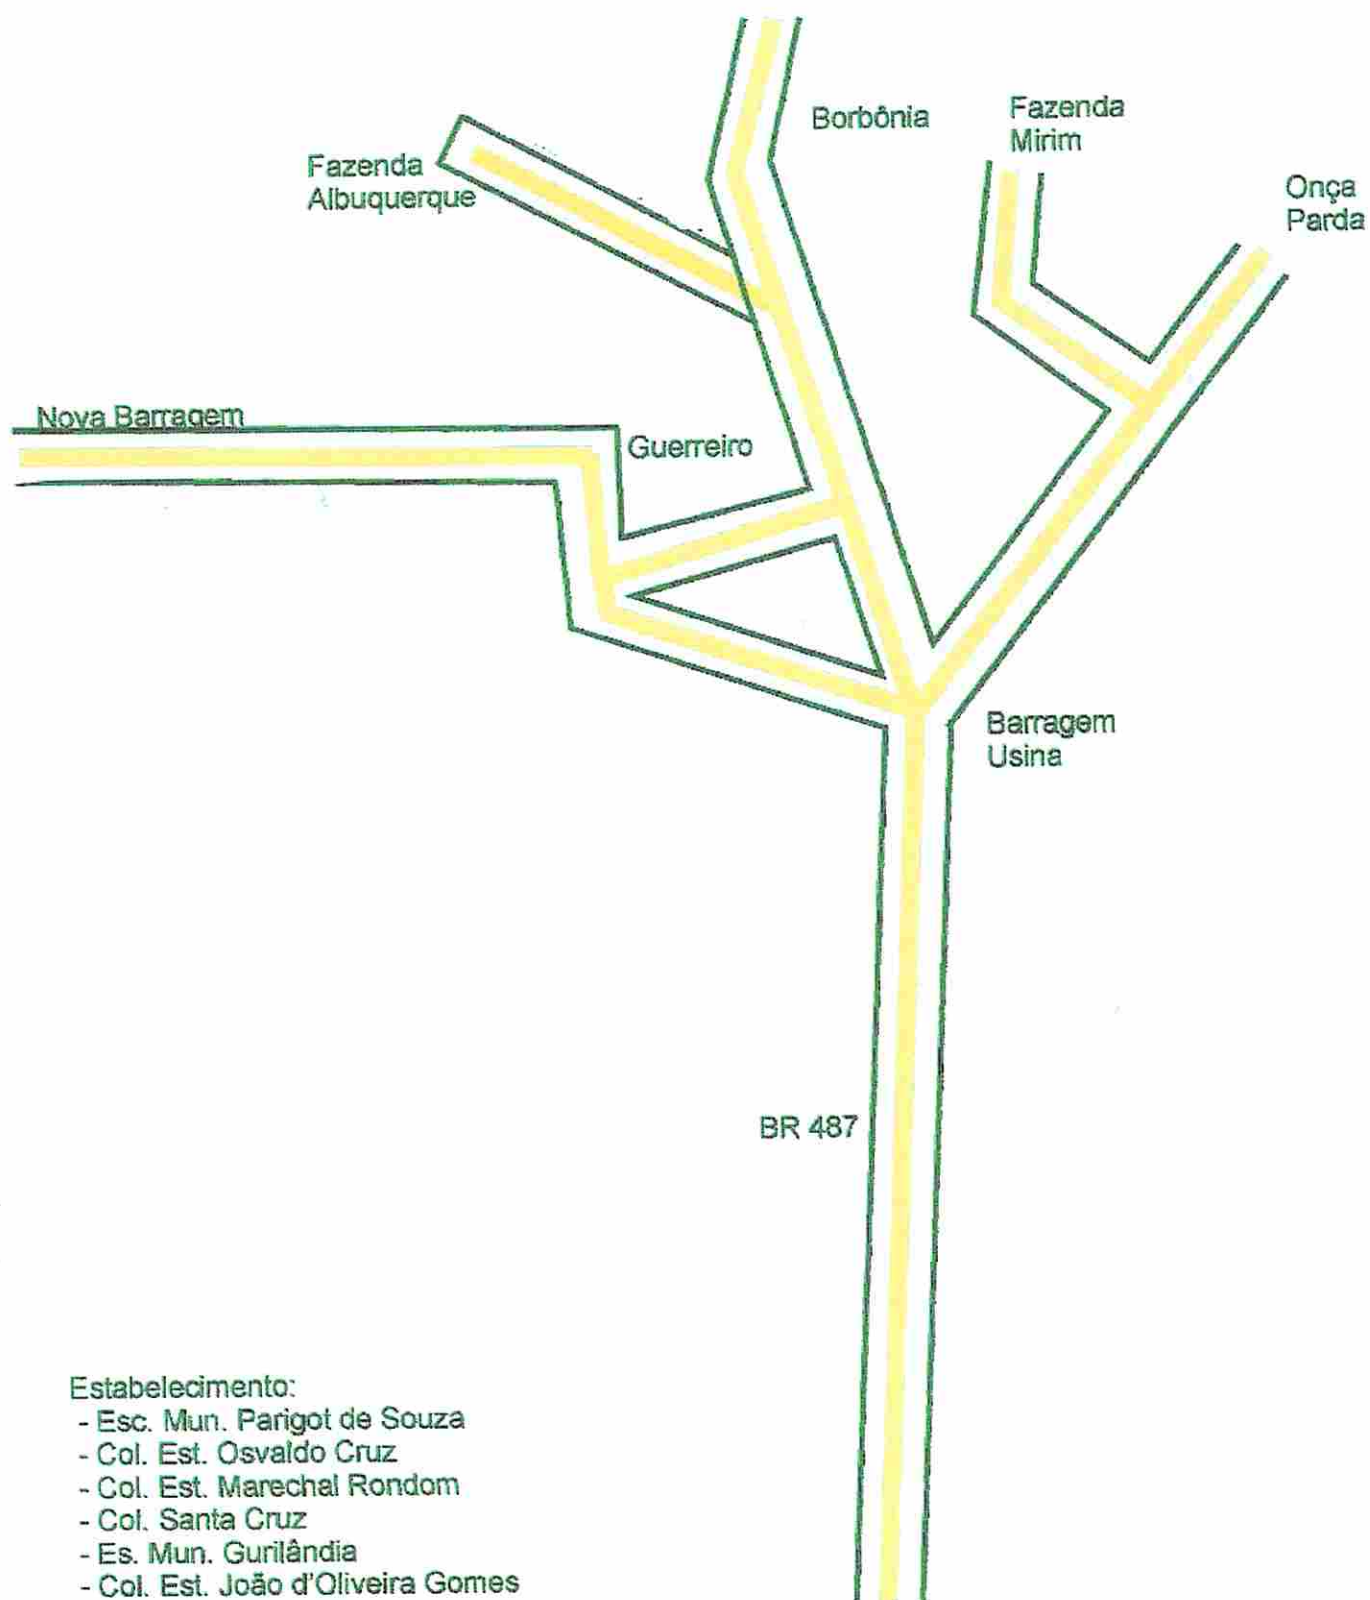 Borbônia
Fazenda
Mirim
Fazenda
Albuquerque
Onça
Parda
Nova Barragem
Guerreiro
Barragem
Usina
BR 487
Estabelecimento:
- Esc. Mun. Parigot de Souza
- Col. Est. Osvaldo Cruz
- Col. Est. Marechal Rondom
- Col. Santa Cruz
- Es. Mun. Gurilândia
- Col. Est. João d'Oliveira Gomes